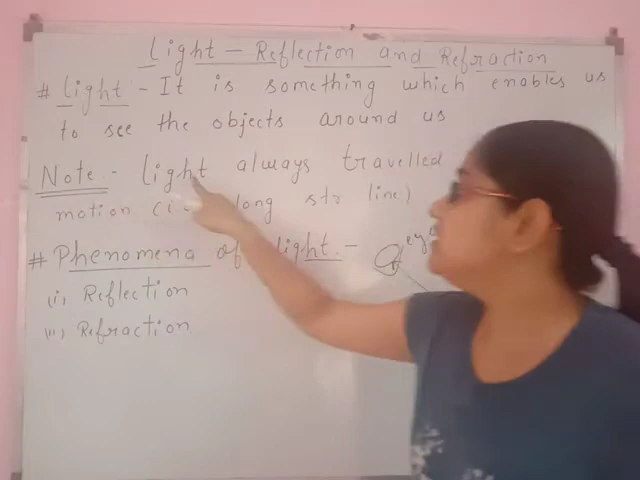 Light - Reflection and Refraction
# Light - It is something which enables us
to see the objects around us
Note - Light always travelled
motion (i along str line)
# Phenomena of light. -
eye
(i) Reflection
(ii) Refraction